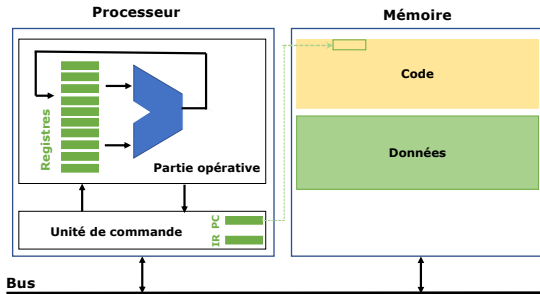 Processeur
Mémoire
Registres
Partie opérative
Code
Données
Unité de commande
PC
IR
Bus